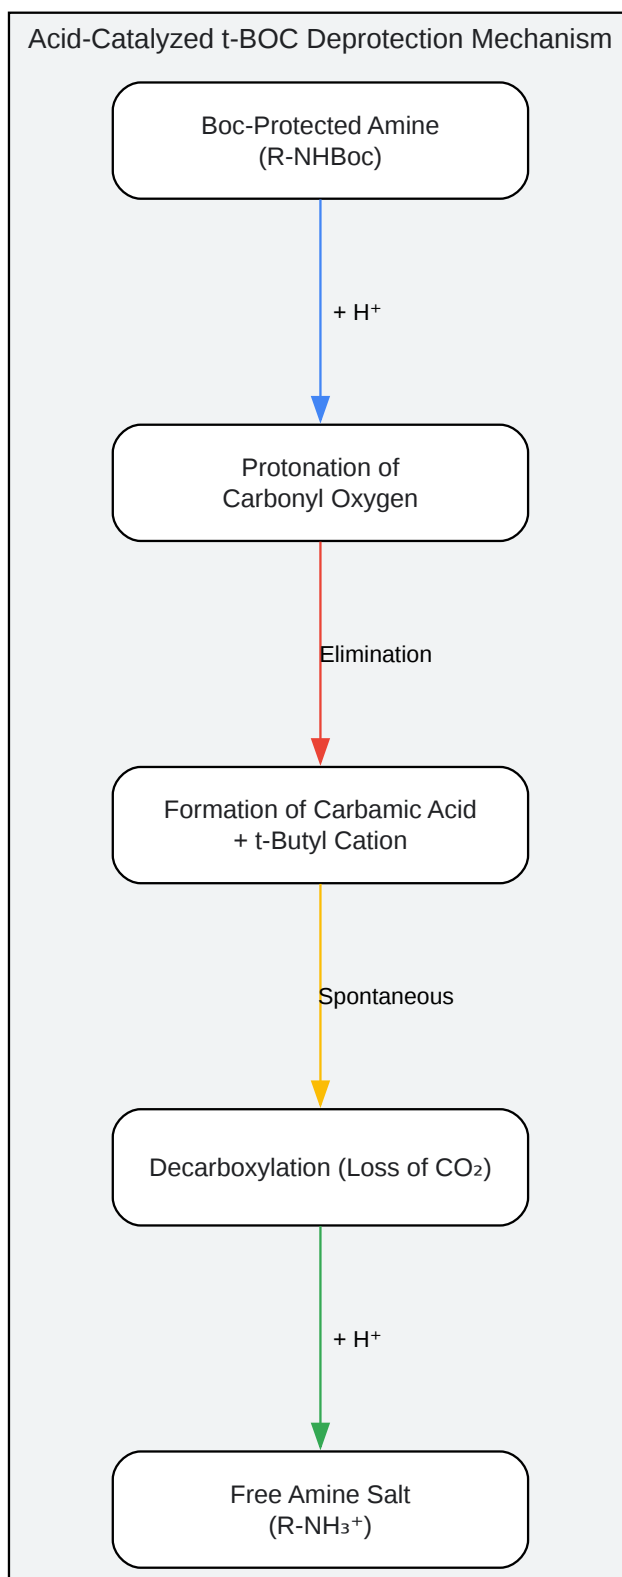 Acid-Catalyzed t-BOC Deprotection Mechanism
Boc-Protected Amine
(R-NHBoc)
+ H⁺
Protonation of
Carbonyl Oxygen
Elimination
Formation of Carbamic Acid
+ t-Butyl Cation
Spontaneous
Decarboxylation (Loss of CO₂)
+ H⁺
Free Amine Salt
(R-NH₃⁺)